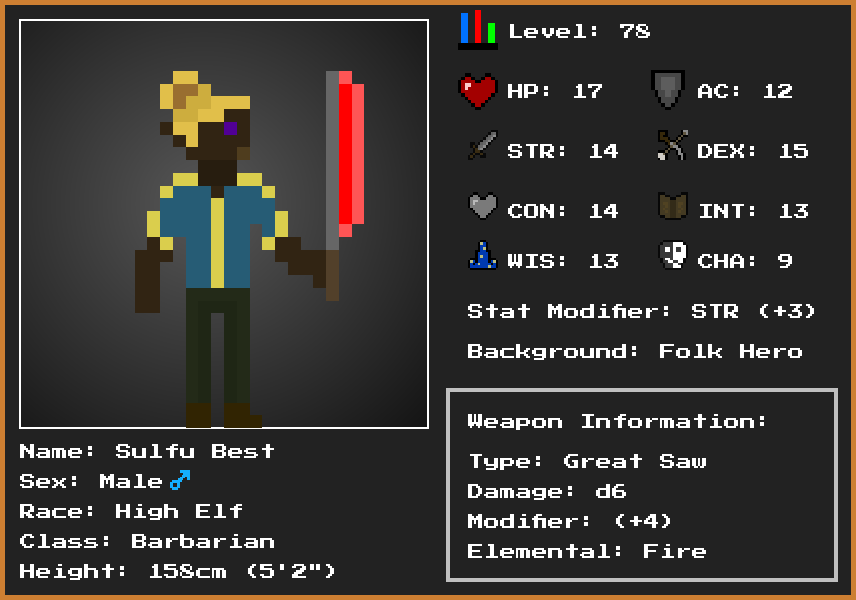 Level: 78
HP: 17 AC: 12
STR: 14 DEX: 15
CON: 14 INT: 13
WIS: 13 CHA: 9
Stat Modifier: STR (+3)
Background: Folk Hero
Weapon Information:
Type: Great Saw
Damage: d6
Modifier: (+4)
Elemental: Fire
Name: Sulfu Best
Sex: Male ♂
Race: High Elf
Class: Barbarian
Height: 158cm (5'2")